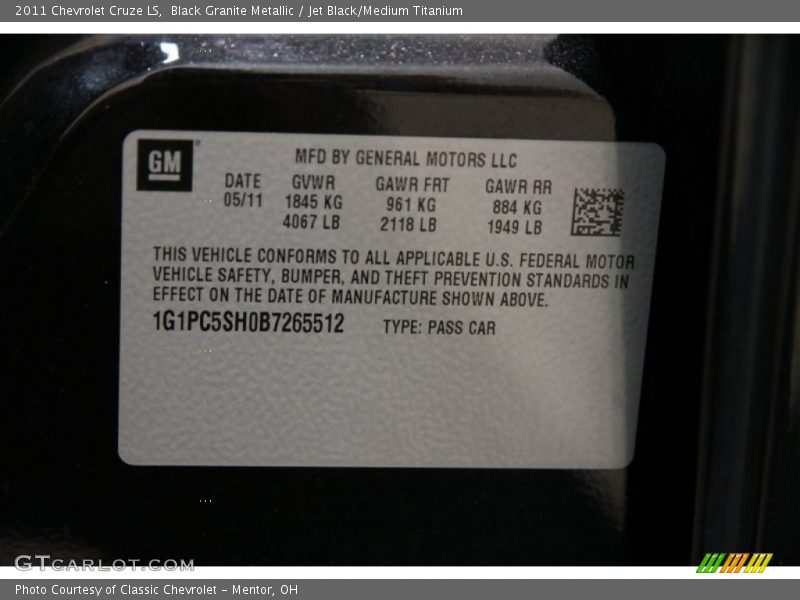 2011 Chevrolet Cruze LS,  Black Granite Metallic / Jet Black/Medium Titanium
GM
MFD BY GENERAL MOTORS LLC
DATE GVWR GAWR FRT GAWR RR
05/11 1845 KG 961 KG 884 KG
4067 LB 2118 LB 1949 LB
THIS VEHICLE CONFORMS TO ALL APPLICABLE U.S. FEDERAL MOTOR
VEHICLE SAFETY, BUMPER, AND THEFT PREVENTION STANDARDS IN
EFFECT ON THE DATE OF MANUFACTURE SHOWN ABOVE.
1G1PC5SH0B7265512 TYPE: PASS CAR
GTCARLOT.COM
Photo Courtesy of Classic Chevrolet - Mentor, OH